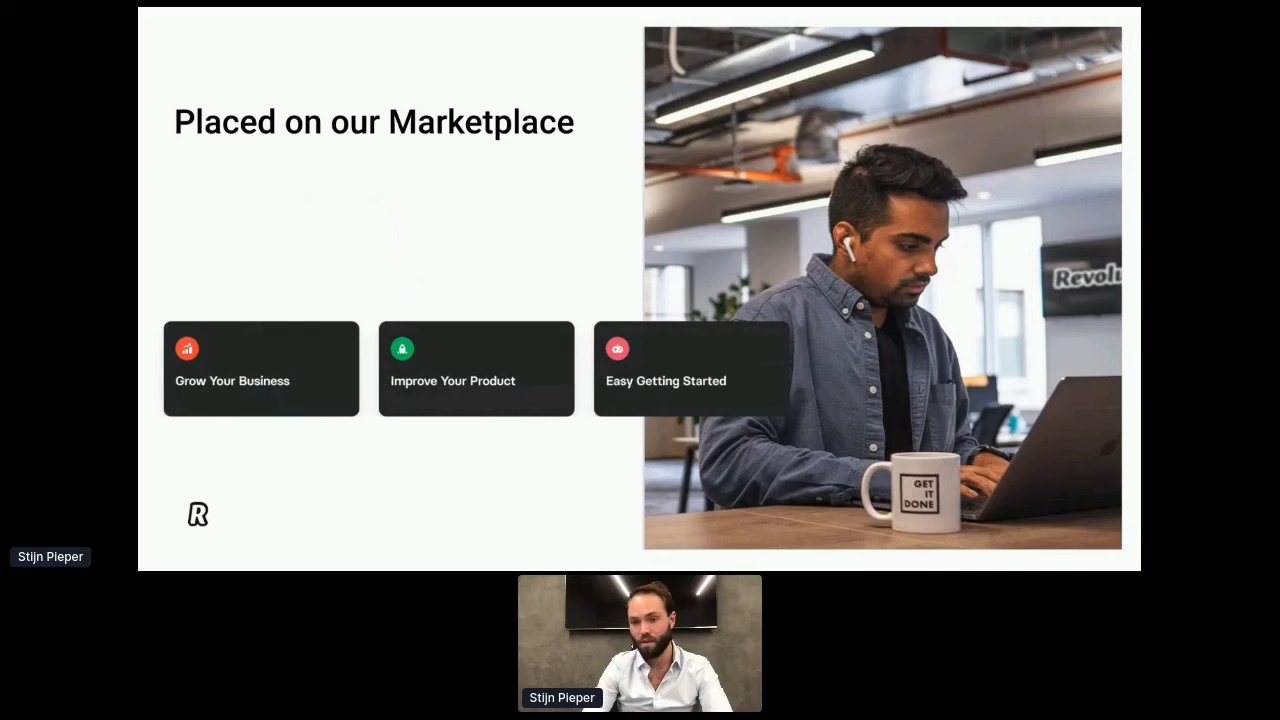 Placed on our Marketplace
Revolu
Grow Your Business
Improve Your Product
Easy Getting Started
GET
IT
DONE
R
Stijn Pieper
Stijn Pieper